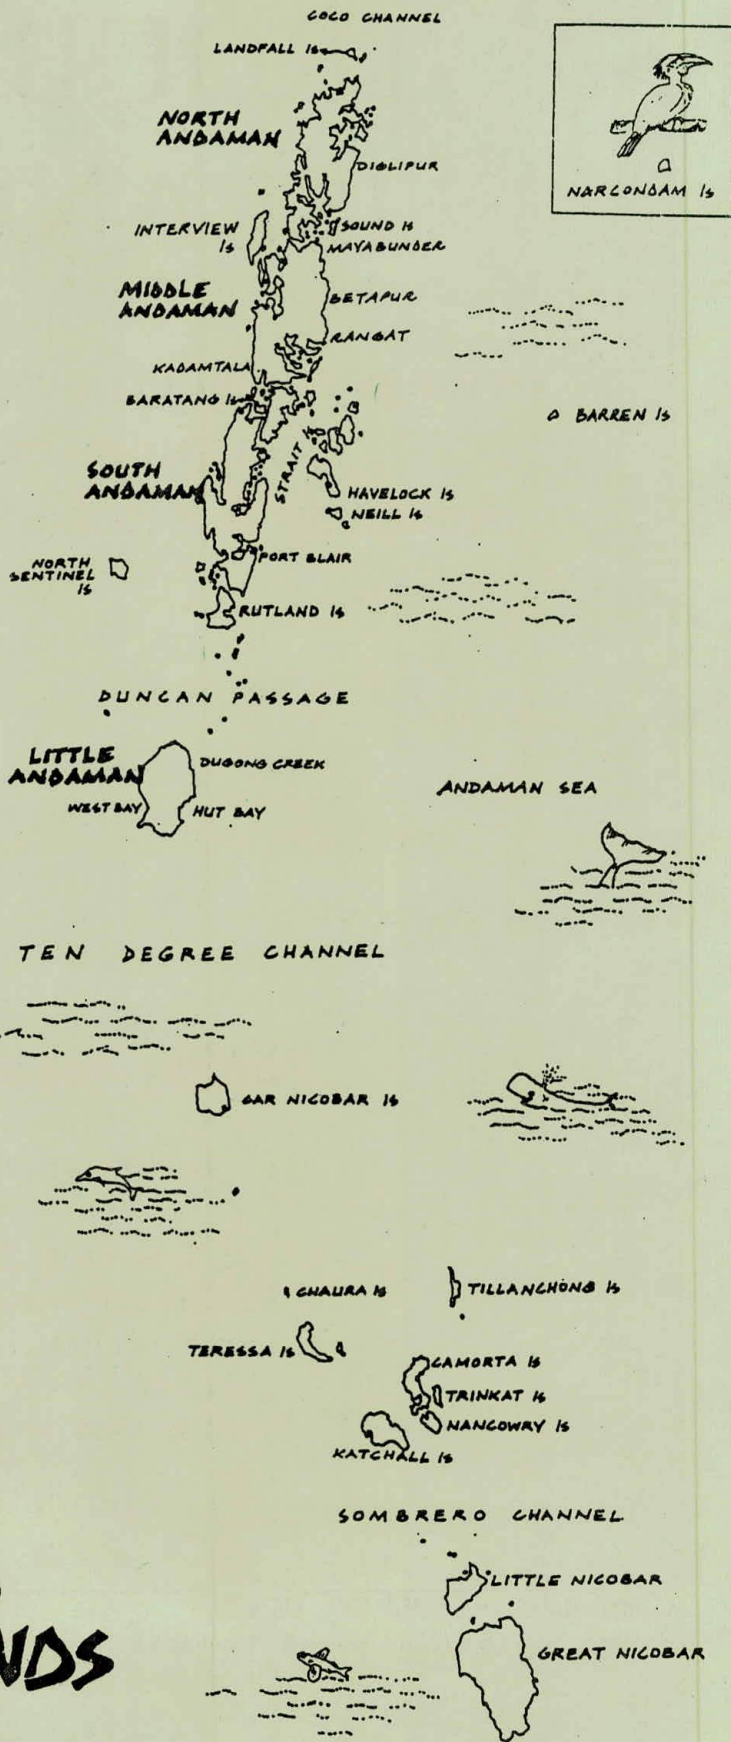 COCO CHANNEL
LANDFALL Is
NORTH
ANDAMAN
DIGLIPUR
NARCONDAM Is
INTERVIEW
Is
SOUND Is
MAYABUNDER
MIDDLE
ANDAMAN
BETAPUR
RANGAT
KADAMTALA
BARATANG Is
BARREN Is
STRAIT
SOUTH
ANDAMAN
HAVELOCK Is
NEILL Is
PORT BLAIR
NORTH
SENTINEL
Is
RUTLAND Is
DUNCAN PASSAGE
LITTLE
ANDAMAN
DUGONG CREEK
WEST BAY
HUT BAY
ANDAMAN SEA
TEN DEGREE CHANNEL
CAR NICOBAR Is
CHAURA Is
TILLANCHONG Is
TERESSA Is
CAMORTA Is
TRINKAT Is
NANCOWRY Is
KATCHALL Is
SOMBRERO CHANNEL
LITTLE NICOBAR
GREAT NICOBAR
NDS